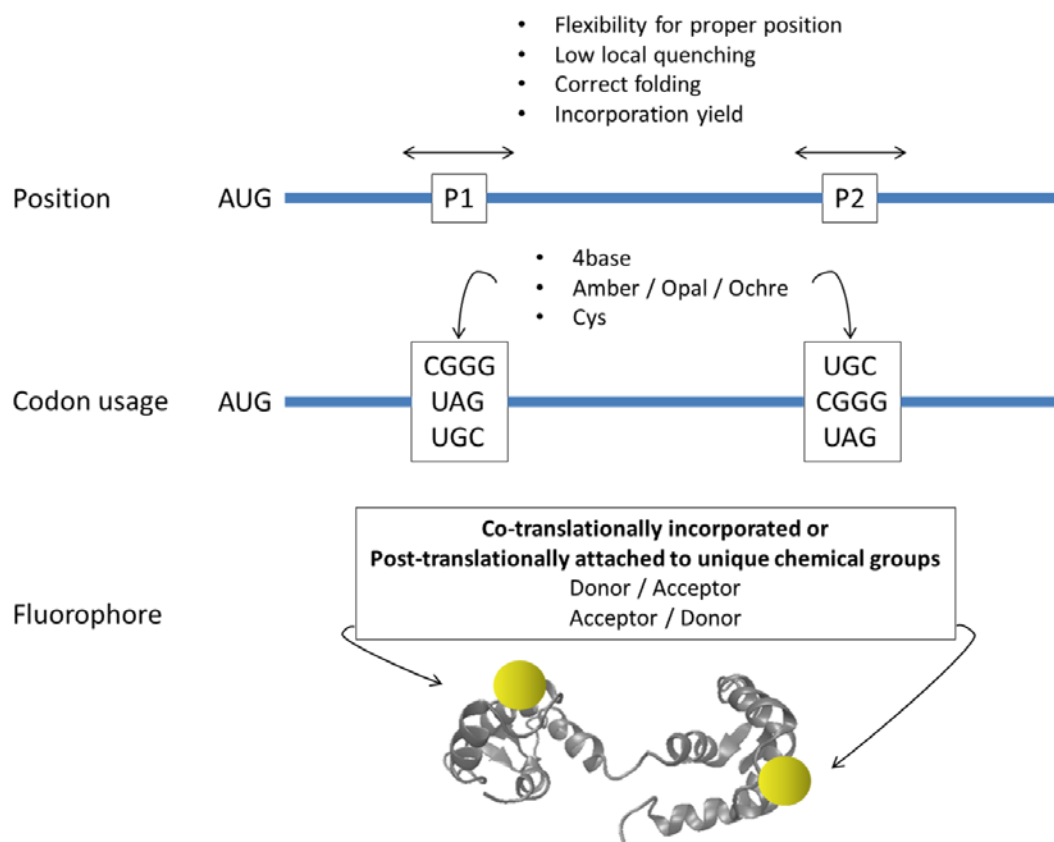 • Flexibility for proper position
• Low local quenching
• Correct folding
• Incorporation yield
Position AUG P1 P2
• 4base
• Amber / Opal / Ochre
• Cys
CGGG UGC
Codon usage AUG UAG CGGG
UGC UAG
Co-translationally incorporated or
Post-translationally attached to unique chemical groups
Donor / Acceptor
Acceptor / Donor
Fluorophore